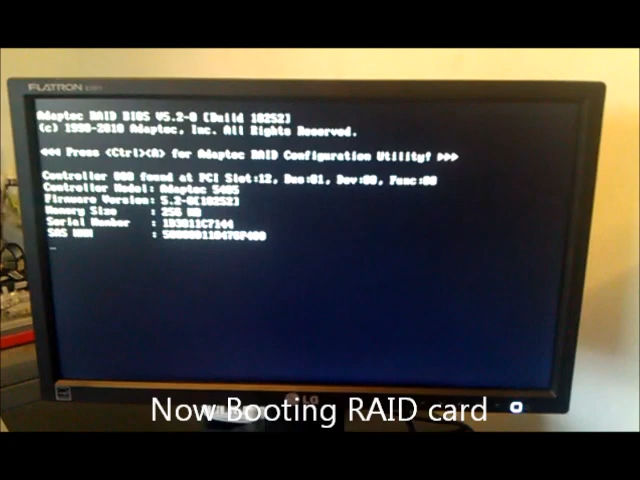 FLATRON
Adaptec RAID BIOS V5.2-0 [Build 18252]
(c) 1998-2010 Adaptec, Inc. All Rights Reserved.
<<< Press <Ctrl><A> for Adaptec RAID Configuration Utility! >>>
Controller #00 found at PCI Slot:12, Bus:01, Dev:00, Func:00
Controller Model: Adaptec 5405
Firmware Version: 5.2-0[18252]
Memory Size : 256 MB
Serial Number : 1D3811C7144
SAS WWN :
LG
Now Booting RAID card